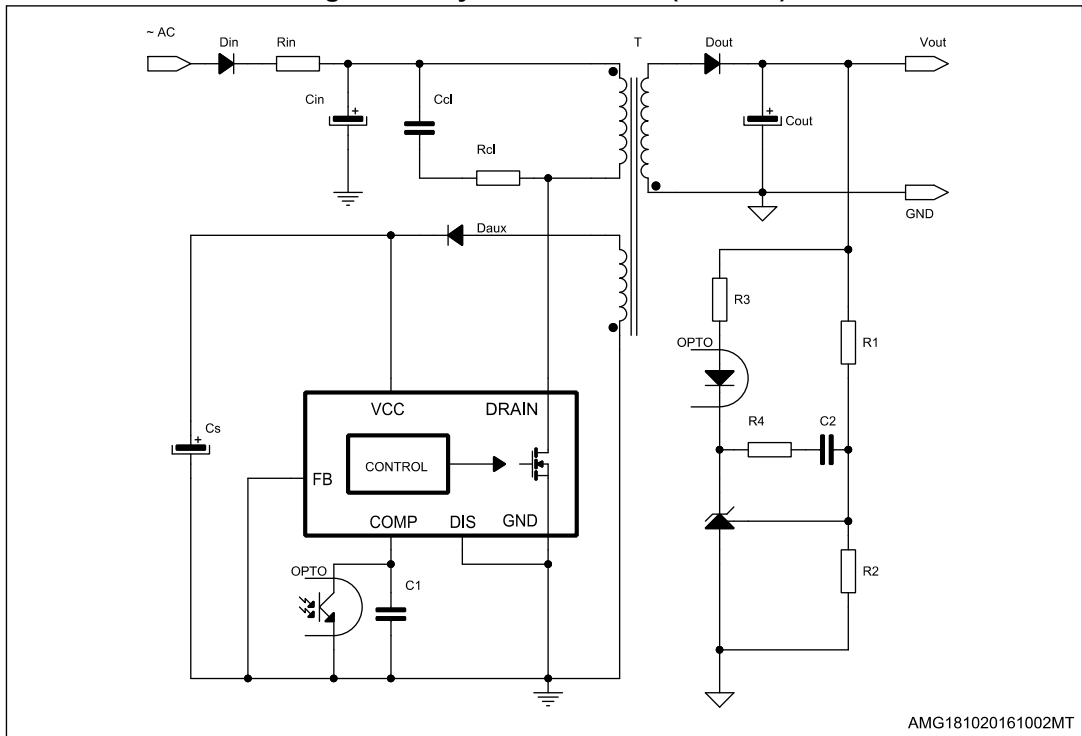 ~ AC
Din
Rin
T
Dout
Vout
Cin
+
Ccl
+
Cout
Rcl
GND
Daux
R3
OPTO
R1
VCC
DRAIN
Cs
+
R4
C2
FB
CONTROL
COMP
DIS
GND
OPTO
C1
R2
AMG181020161002MT